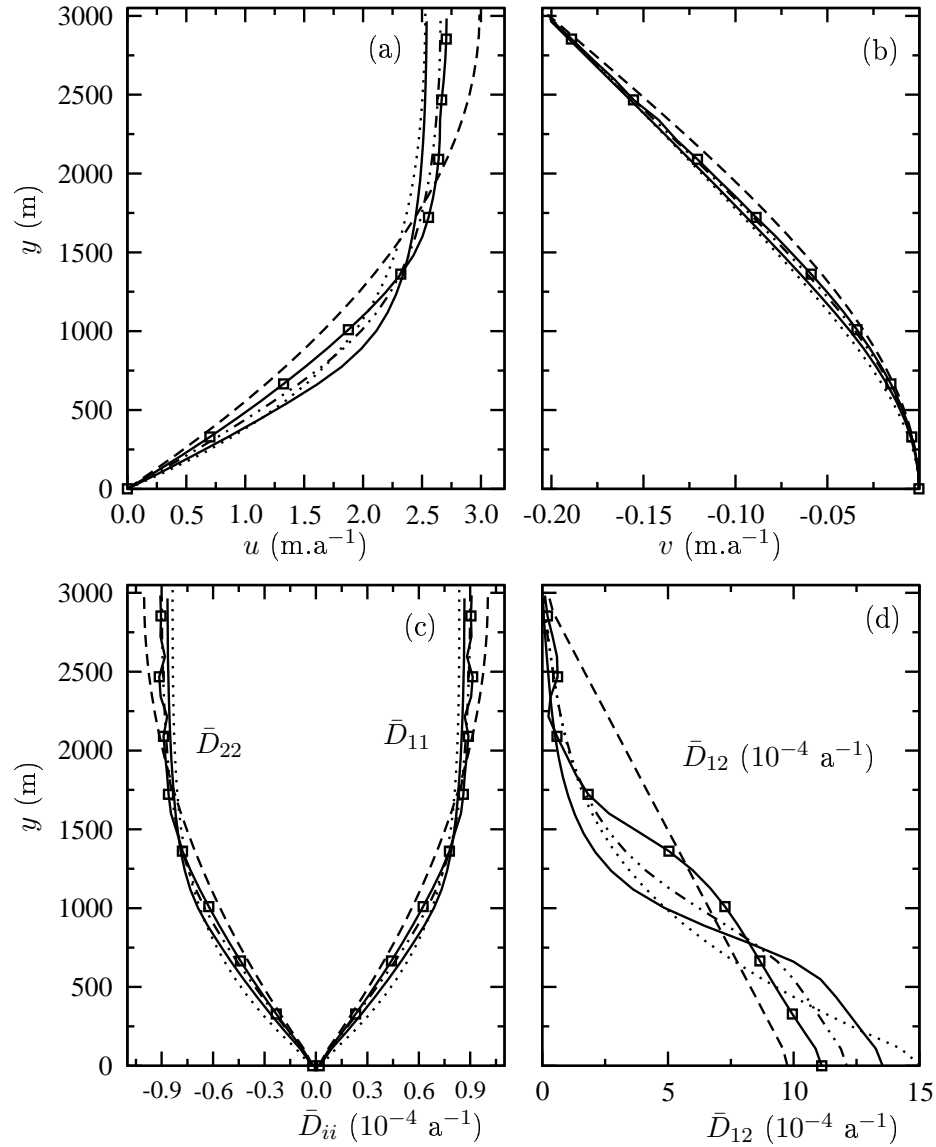 3000
2500
2000
1500
1000
500
0
y (m)
(a)
0.0 0.5 1.0 1.5 2.0 2.5 3.0
u (m.a⁻¹)
(b)
-0.20 -0.15 -0.10 -0.05
v (m.a⁻¹)
3000
2500
2000
1500
1000
500
0
y (m)
(c)
D̄₂₂
D̄₁₁
-0.9 -0.6 -0.3 0.0 0.3 0.6 0.9
D̄ᵢᵢ (10⁻⁴ a⁻¹)
(d)
D̄₁₂ (10⁻⁴ a⁻¹)
0 5 10 15
D̄₁₂ (10⁻⁴ a⁻¹)